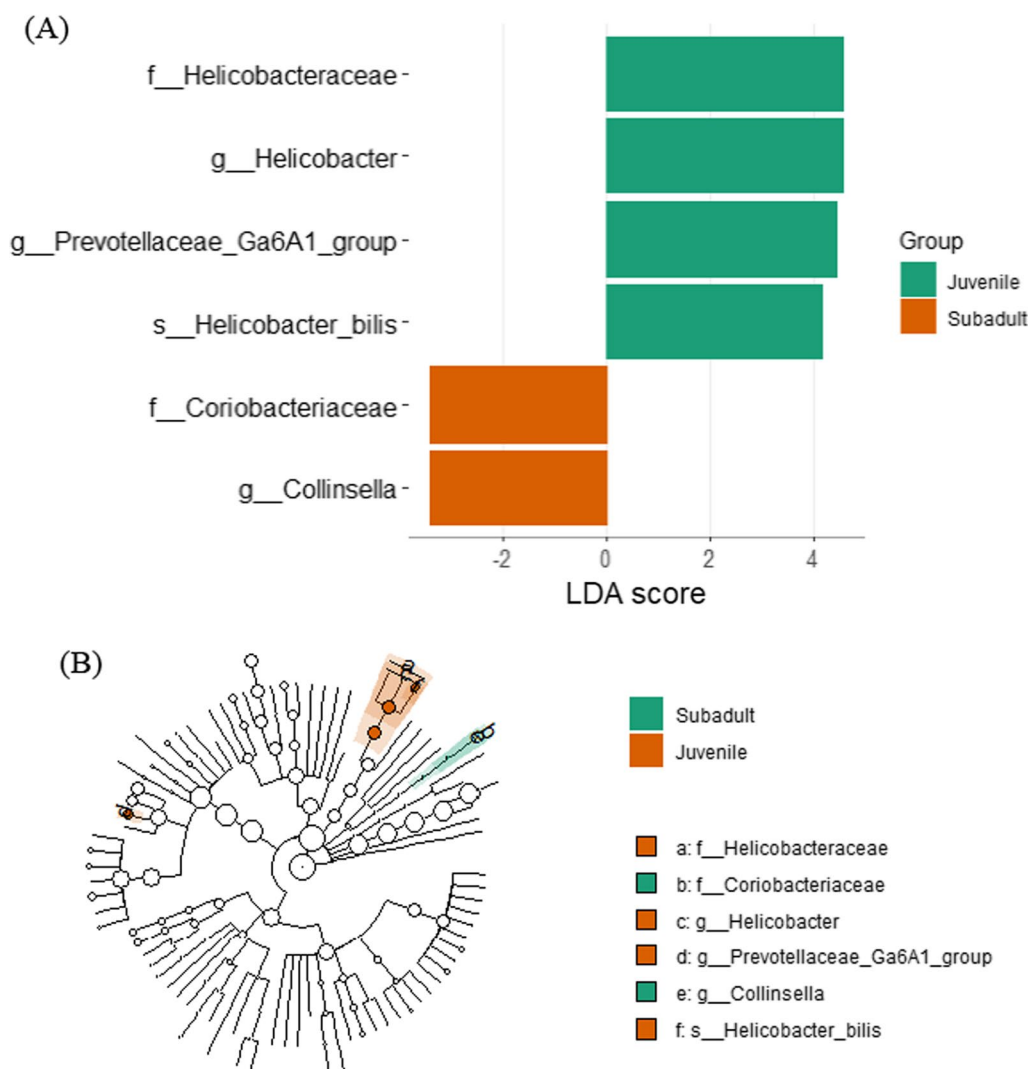 (A)
f__Helicobacteraceae
g__Helicobacter
g__Prevotellaceae_Ga6A1_group
s__Helicobacter_bilis
f__Coriobacteriaceae
g__Collinsella
-2 0 2 4
LDA score
Group
Juvenile
Subadult
(B)
Subadult
Juvenile
a: f__Helicobacteraceae
b: f__Coriobacteriaceae
c: g__Helicobacter
d: g__Prevotellaceae_Ga6A1_group
e: g__Collinsella
f: s__Helicobacter_bilis